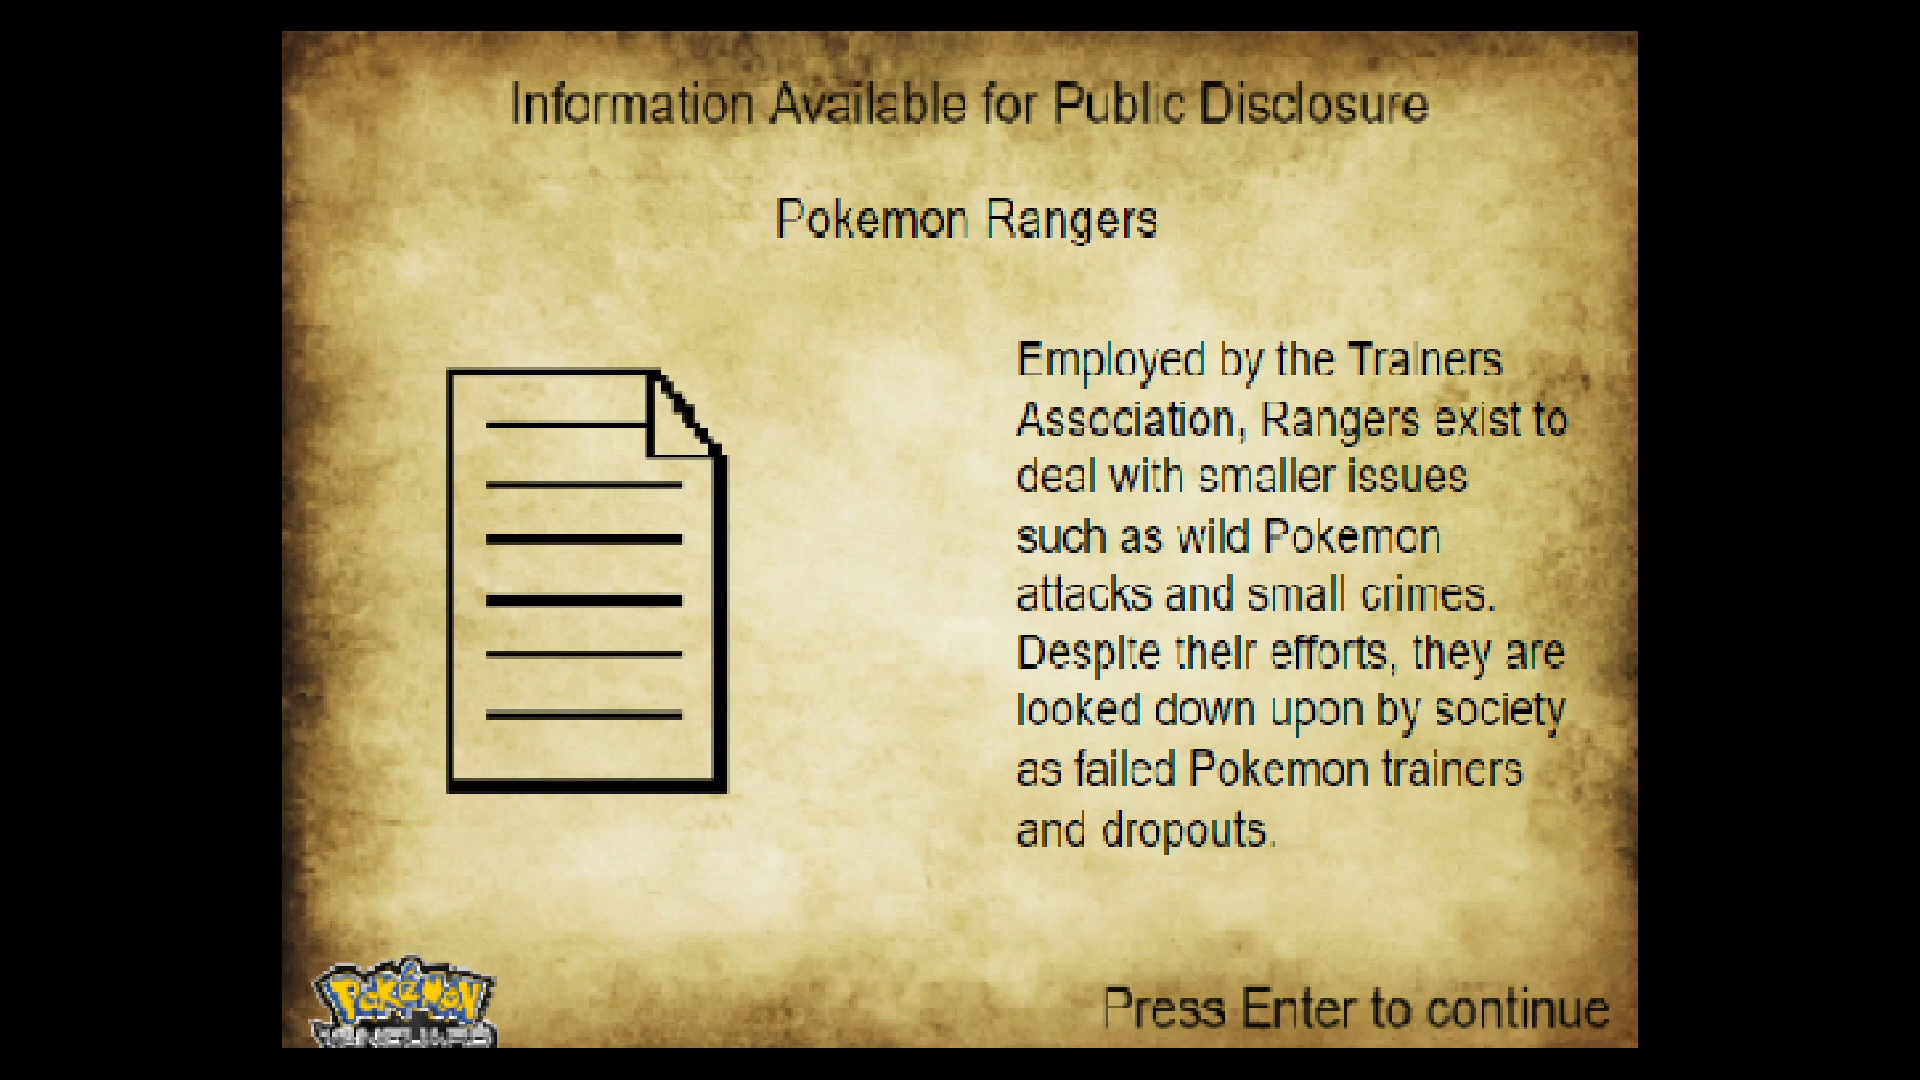 Information Available for Public Disclosure
Pokemon Rangers
Employed by the Trainers
Association, Rangers exist to
deal with smaller issues
such as wild Pokemon
attacks and small crimes.
Despite their efforts, they are
looked down upon by society
as failed Pokemon trainers
and dropouts.
POKéMON
Press Enter to continue